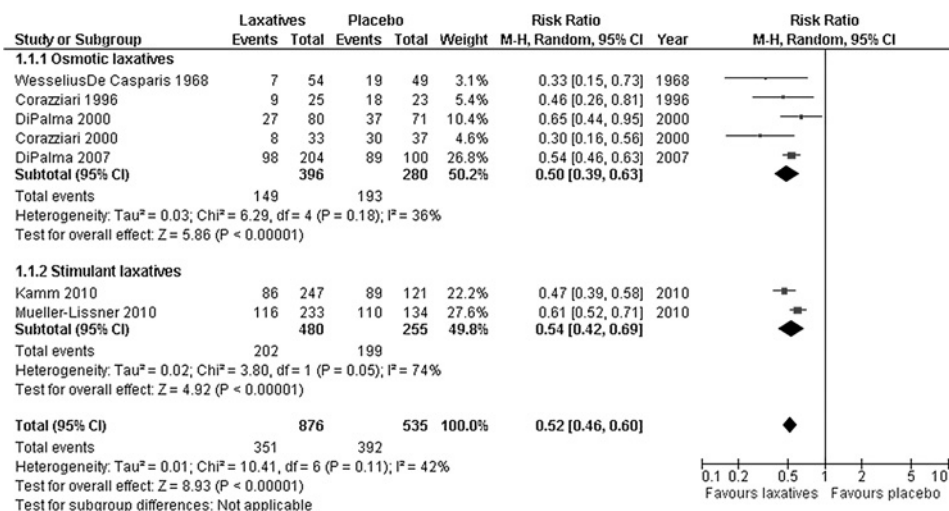 Laxatives Placebo Risk Ratio Risk Ratio
Study or Subgroup Events Total Events Total Weight M-H, Random, 95% CI Year M-H, Random, 95% CI
1.1.1 Osmotic laxatives
WesseliusDe Casparis 1968 7 54 19 49 3.1% 0.33 [0.15, 0.73] 1968
Corazziari 1996 9 25 18 23 5.4% 0.46 [0.26, 0.81] 1996
DiPalma 2000 27 80 37 71 10.4% 0.65 [0.44, 0.95] 2000
Corazziari 2000 8 33 30 37 4.6% 0.30 [0.16, 0.56] 2000
DiPalma 2007 98 204 89 100 26.8% 0.54 [0.46, 0.63] 2007
Subtotal (95% CI) 396 280 50.2% 0.50 [0.39, 0.63]
Total events 149 193
Heterogeneity: Tau² = 0.03; Chi² = 6.29, df = 4 (P = 0.18); I² = 36%
Test for overall effect: Z = 5.86 (P < 0.00001)
1.1.2 Stimulant laxatives
Kamm 2010 86 247 89 121 22.2% 0.47 [0.39, 0.58] 2010
Mueller-Lissner 2010 116 233 110 134 27.6% 0.61 [0.52, 0.71] 2010
Subtotal (95% CI) 480 255 49.8% 0.54 [0.42, 0.69]
Total events 202 199
Heterogeneity: Tau² = 0.02; Chi² = 3.80, df = 1 (P = 0.05); I² = 74%
Test for overall effect: Z = 4.92 (P < 0.00001)
Total (95% CI) 876 535 100.0% 0.52 [0.46, 0.60]
Total events 351 392
Heterogeneity: Tau² = 0.01; Chi² = 10.41, df = 6 (P = 0.11); I² = 42%
Test for overall effect: Z = 8.93 (P < 0.00001)
Test for subgroup differences: Not applicable
0.1 0.2 0.5 1 2 5 10
Favours laxatives Favours placebo